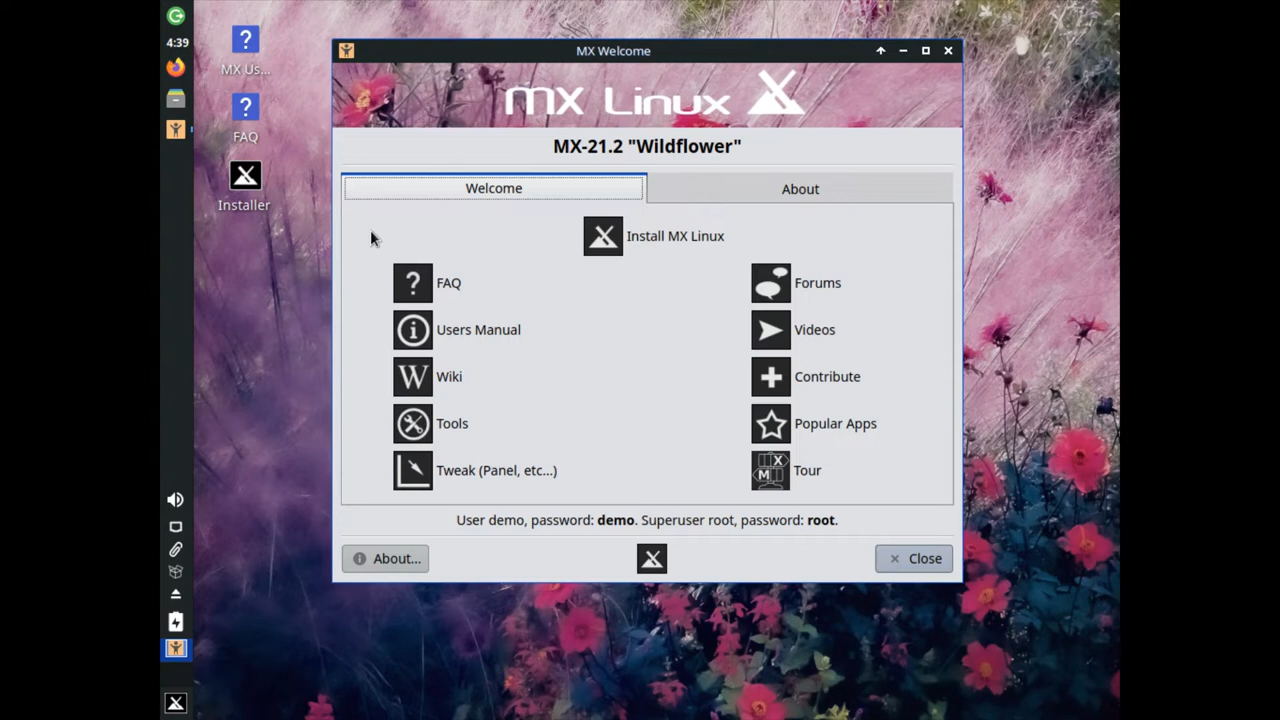 4:39
MX Us...
FAQ
Installer
MX Welcome
MX Linux
MX-21.2 "Wildflower"
Welcome
About
Install MX Linux
? FAQ
Forums
Users Manual
Videos
W Wiki
Contribute
Tools
Popular Apps
Tweak (Panel, etc...)
X M Tour
User demo, password: demo. Superuser root, password: root.
About...
Close